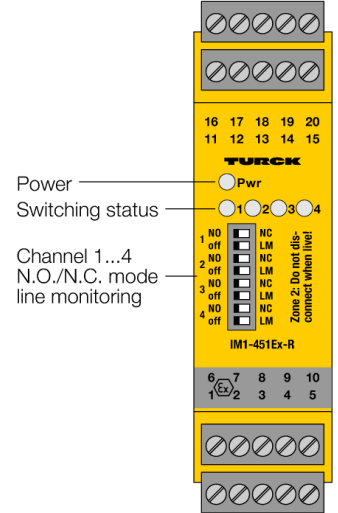 16 17 18 19 20
11 12 13 14 15
TURCK
Power
Pwr
Switching status
1 2 3 4
Channel 1...4
N.O./N.C. mode
line monitoring
1 NO NC
off LM
2 NO NC
off LM
3 NO NC
off LM
4 NO NC
off LM
Zone 2: Do not dis-
connect when live!
IM1-451Ex-R
6 7 8 9 10
Ex
1 2 3 4 5